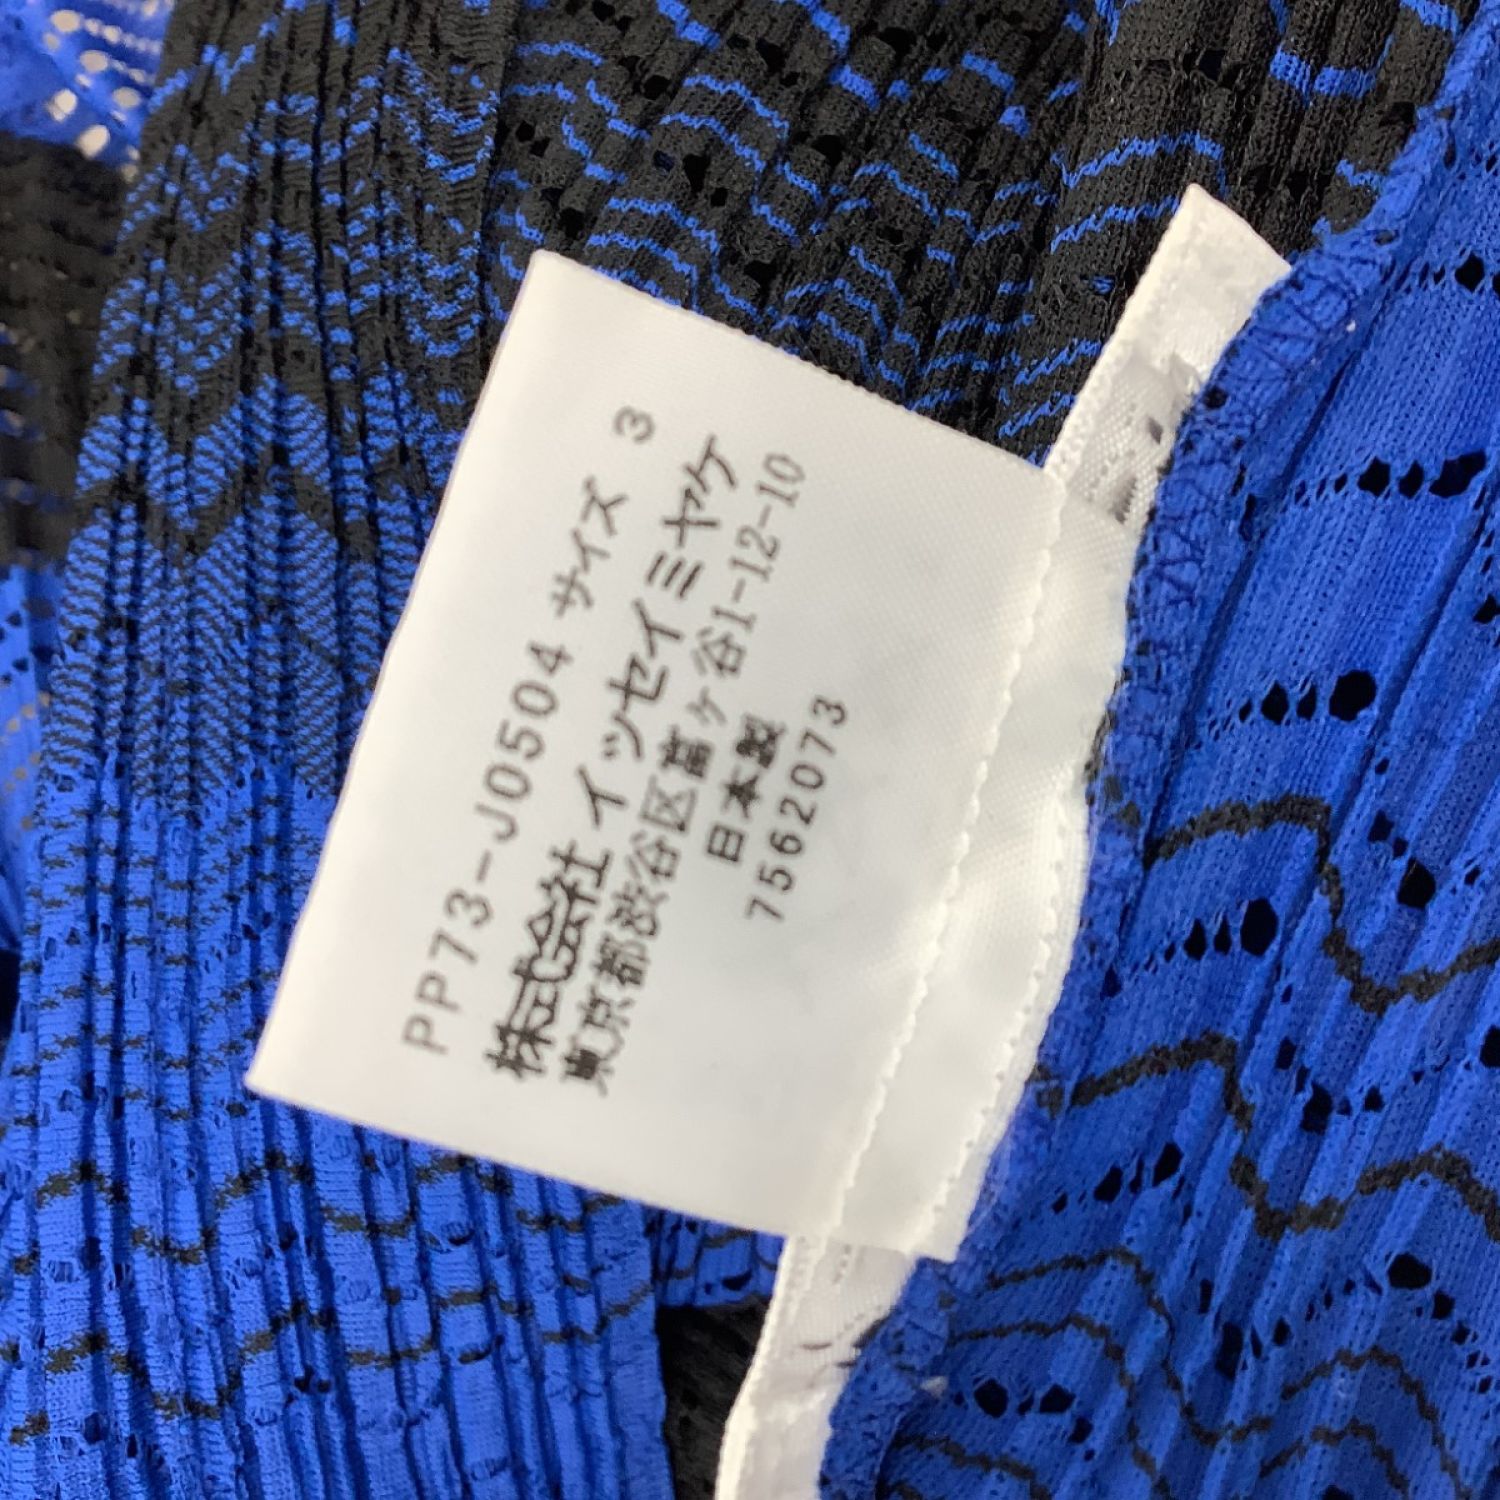 PP73-J0504 サイズ 3
株式会社 イッセイミヤケ
東京都渋谷区富ヶ谷1-12-10
日本製
7562073